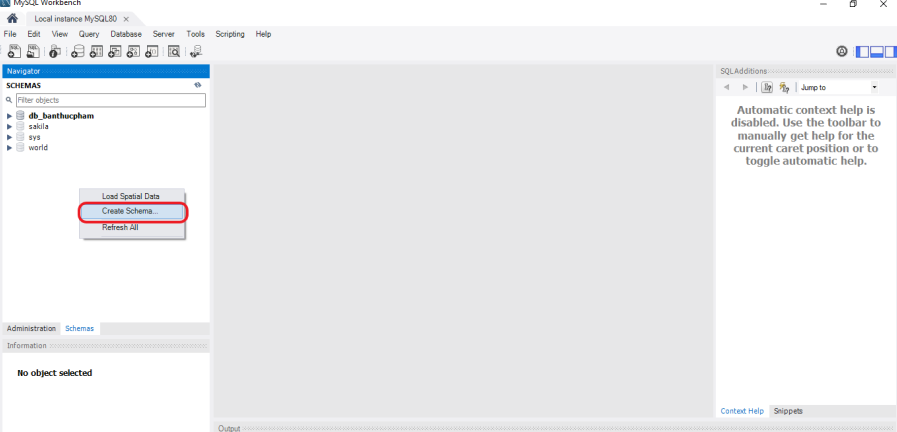 MySQL Workbench
Local instance MySQL80 ×
File Edit View Query Database Server Tools Scripting Help
Navigator
SCHEMAS
Filter objects
db_banthucpham
sakila
sys
world
Load Spatial Data
Create Schema...
Refresh All
Administration Schemas
Information
No object selected
Output
SQLAdditions
Jump to
Automatic context help is
disabled. Use the toolbar to
manually get help for the
current caret position or to
toggle automatic help.
Context Help Snippets